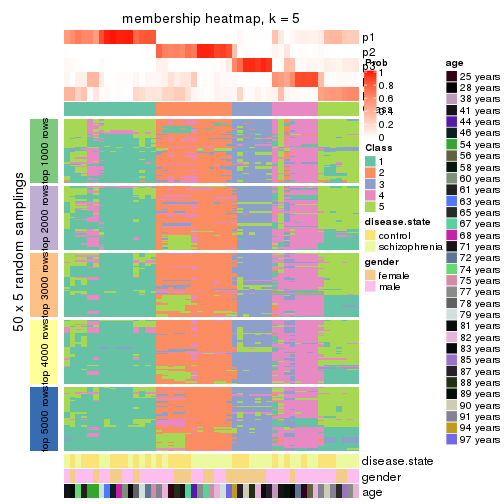 membership heatmap, k = 5
p1
p2
p3
Prob
1
0.8
0.6
0.4
0.2
0
Class
1
2
3
4
5
disease.state
control
schizophrenia
gender
female
male
age
25 years
28 years
38 years
41 years
44 years
46 years
54 years
56 years
58 years
60 years
61 years
63 years
65 years
67 years
68 years
71 years
72 years
74 years
75 years
77 years
78 years
79 years
81 years
82 years
83 years
85 years
87 years
88 years
89 years
90 years
91 years
94 years
97 years
50 x 5 random samplings
top 1000 rows
top 2000 rows
top 3000 rows
top 4000 rows
top 5000 rows
disease.state
gender
age